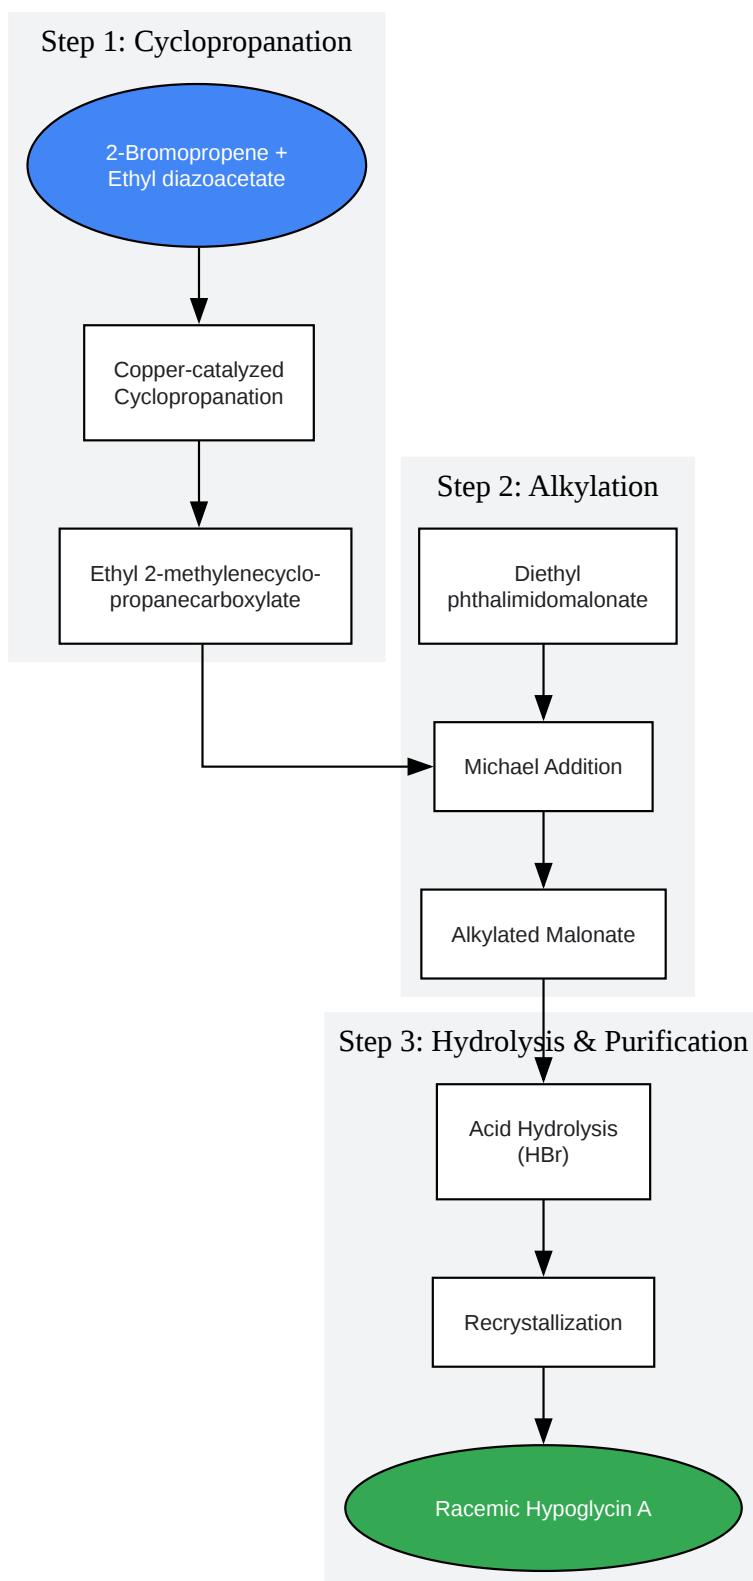 Step 1: Cyclopropanation
2-Bromopropene +
Ethyl diazoacetate
Copper-catalyzed
Cyclopropanation
Ethyl 2-methylenecyclo-
propanecarboxylate
Step 2: Alkylation
Diethyl
phthalimidomalonate
Michael Addition
Alkylated Malonate
Step 3: Hydrolysis & Purification
Acid Hydrolysis
(HBr)
Recrystallization
Racemic Hypoglycin A